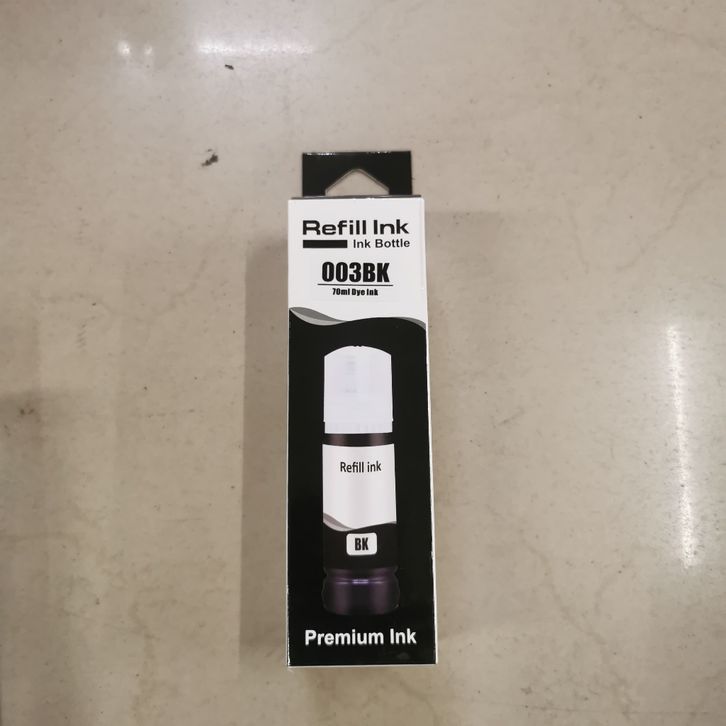 Refill Ink
Ink Bottle
003BK
70ml Dye Ink
Refill ink
BK
Premium Ink